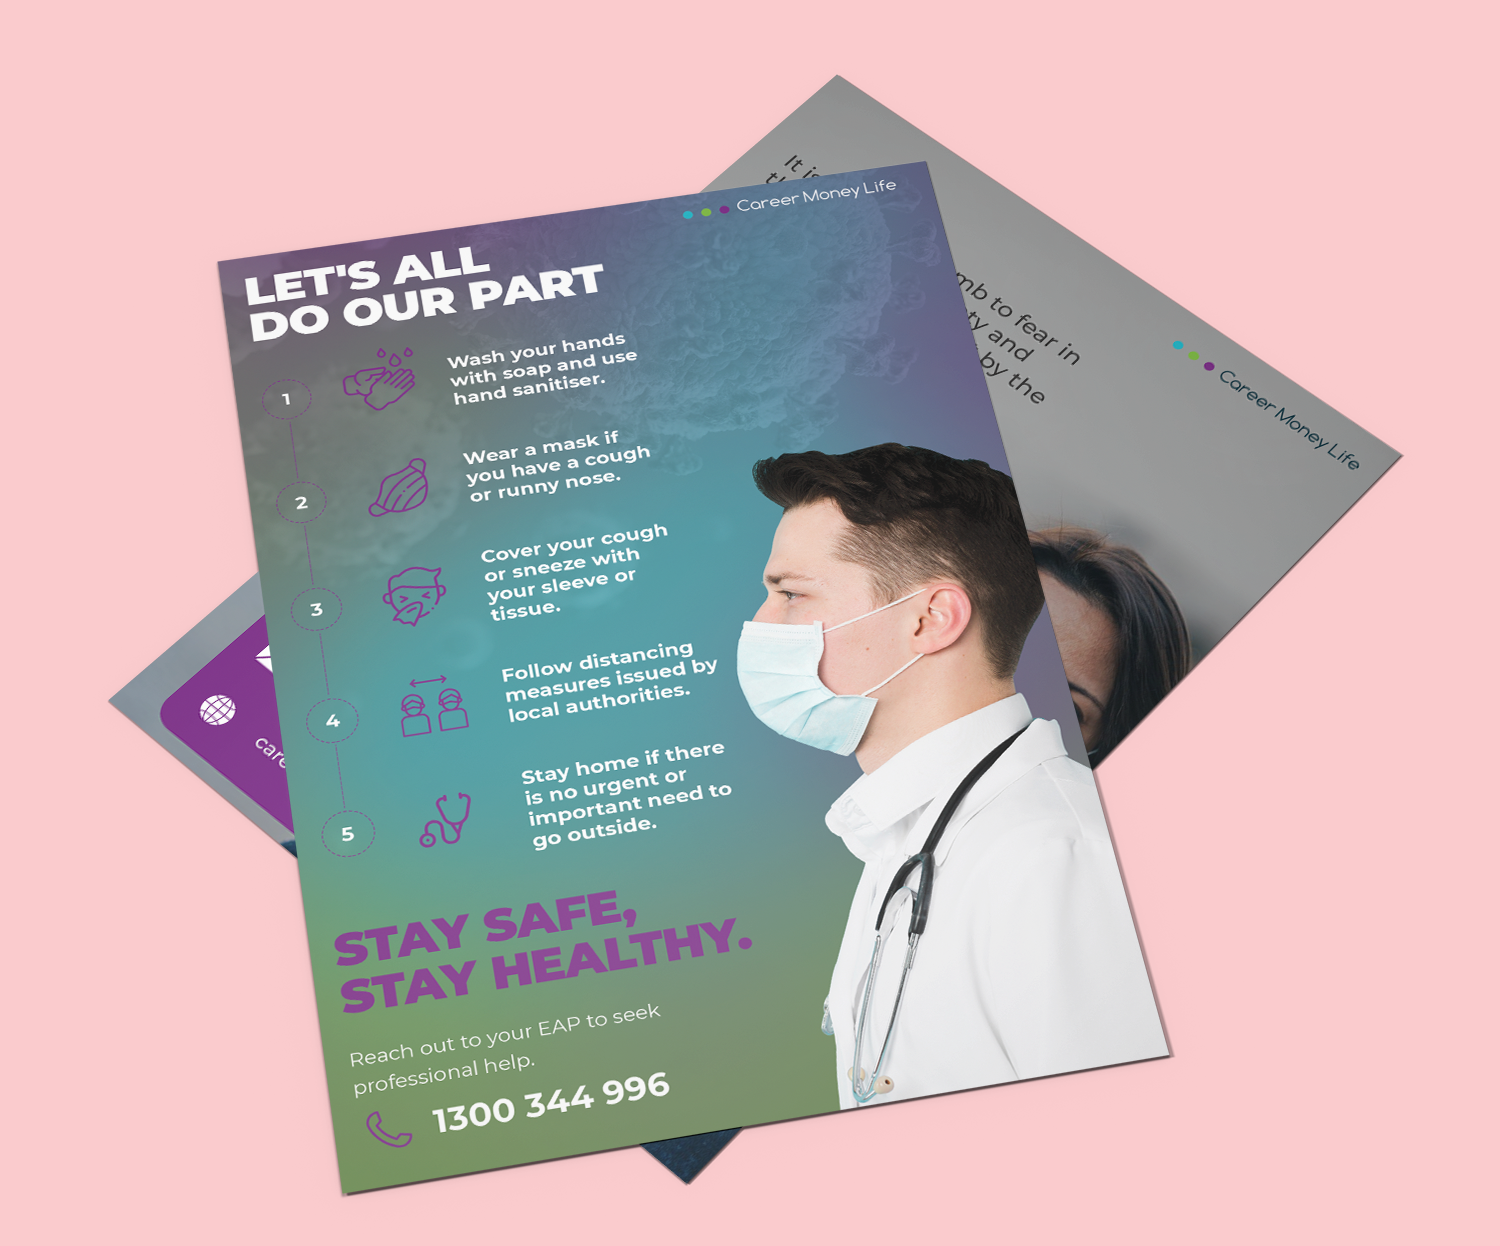 Career Money Life
LET'S ALL
DO OUR PART
1
Wash your hands
with soap and use
hand sanitiser.
2
Wear a mask if
you have a cough
or runny nose.
3
Cover your cough
or sneeze with
your sleeve or
tissue.
4
Follow distancing
measures issued by
local authorities.
5
Stay home if there
is no urgent or
important need to
go outside.
STAY SAFE,
STAY HEALTHY.
Reach out to your EAP to seek
professional help.
1300 344 996
It is
to fear in
and
by the
Career Money Life